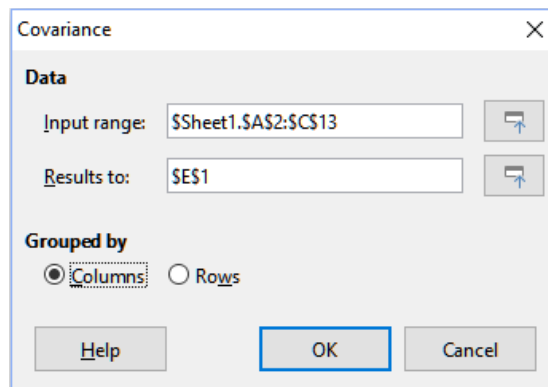 Covariance
Data
Input range: $Sheet1.$A$2:$C$13
Results to: $E$1
Grouped by
Columns Rows
Help OK Cancel